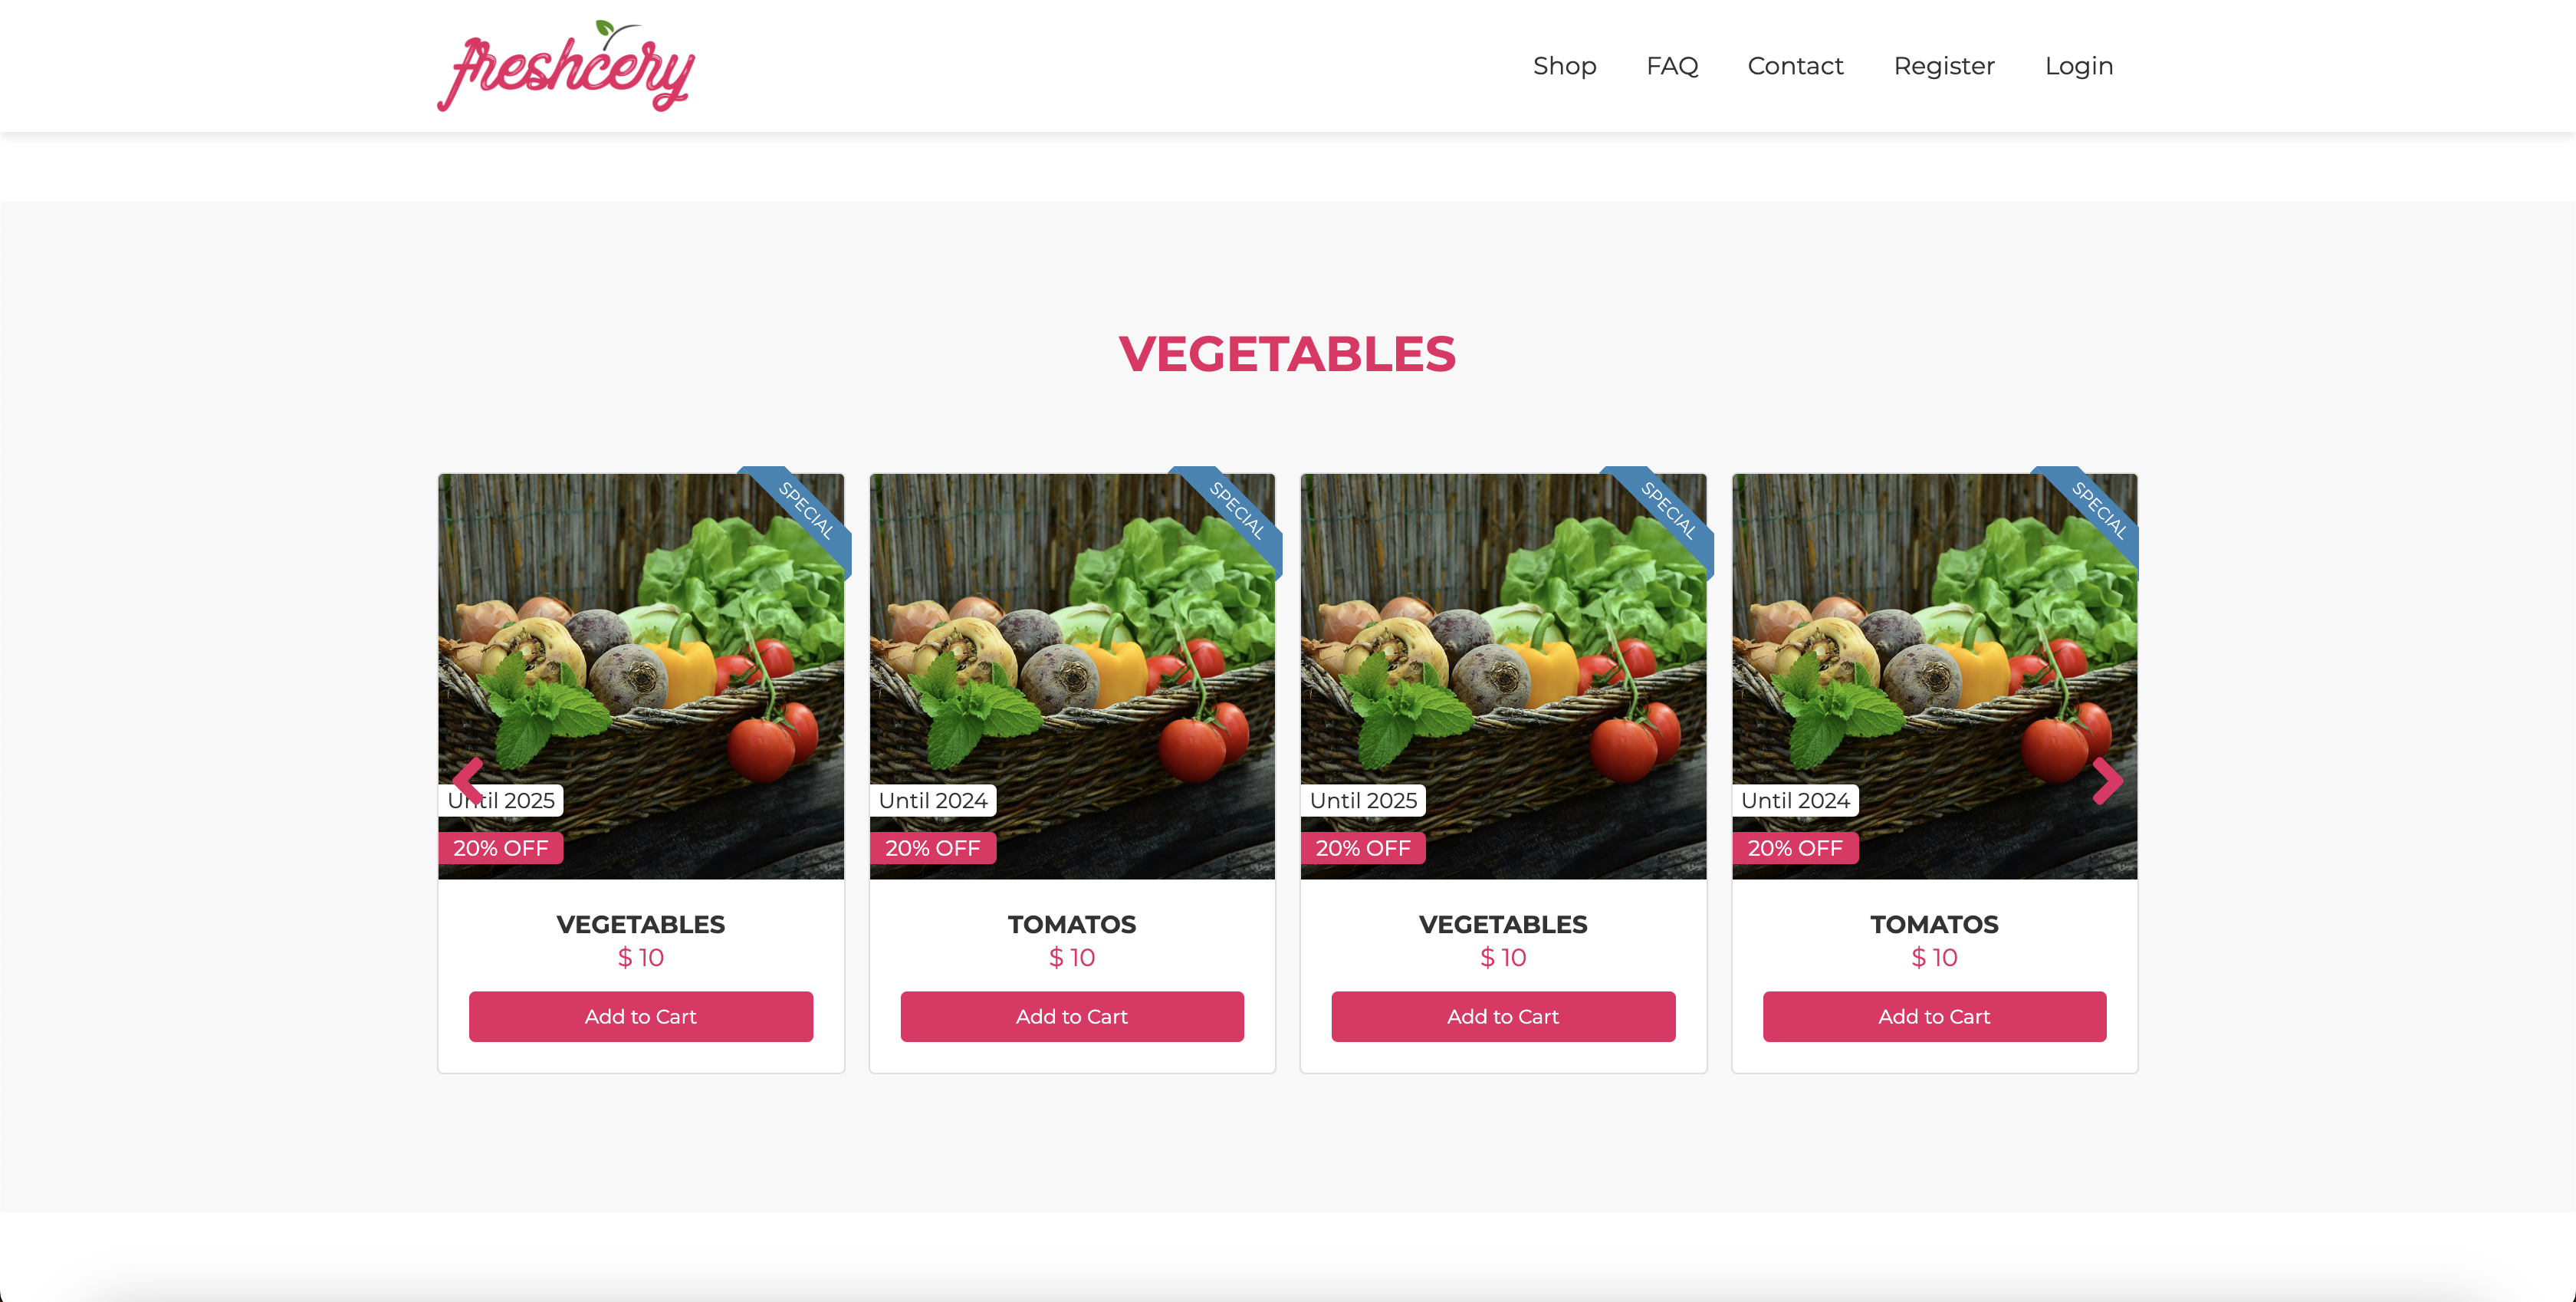 freshcery
Shop FAQ Contact Register Login
VEGETABLES
SPECIAL
Until 2025
20% OFF
VEGETABLES
$ 10
Add to Cart
SPECIAL
Until 2024
20% OFF
TOMATOS
$ 10
Add to Cart
SPECIAL
Until 2025
20% OFF
VEGETABLES
$ 10
Add to Cart
SPECIAL
Until 2024
20% OFF
TOMATOS
$ 10
Add to Cart